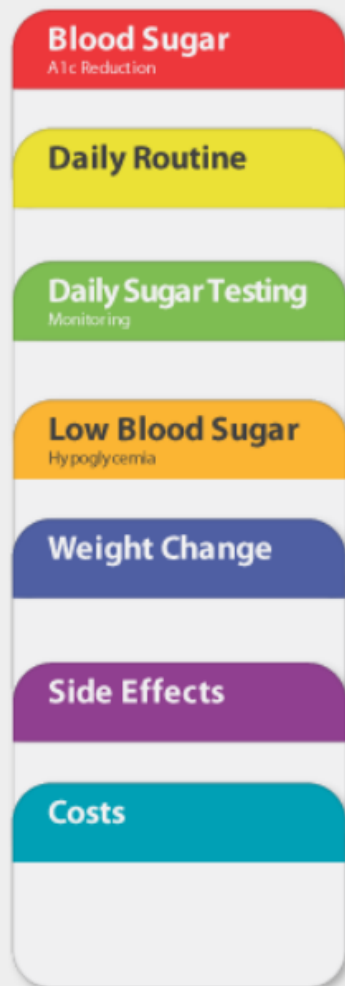 Blood Sugar
A1c Reduction
Daily Routine
Daily Sugar Testing
Monitoring
Low Blood Sugar
Hypoglycemia
Weight Change
Side Effects
Costs